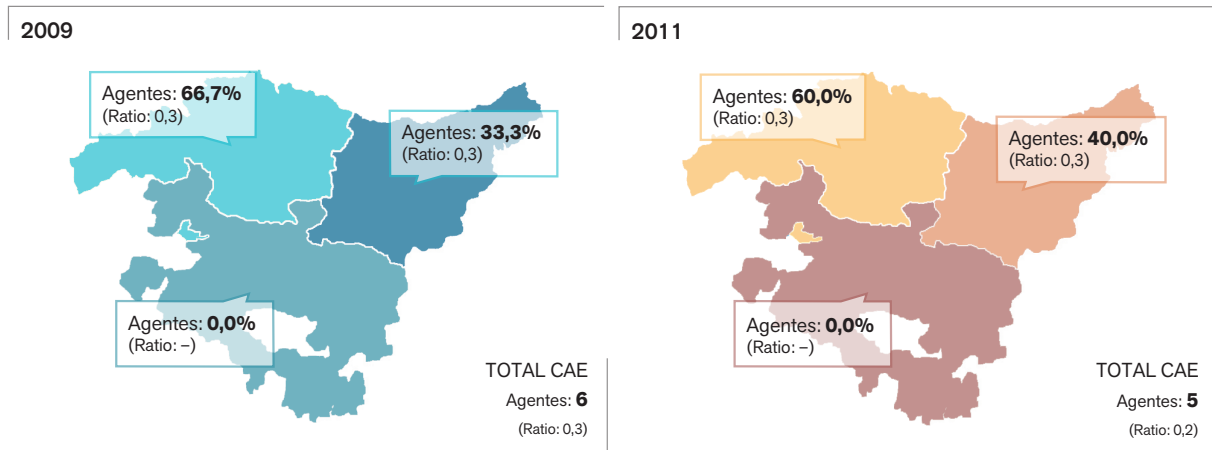 2009
Agentes: 66,7%
(Ratio: 0,3)
Agentes: 33,3%
(Ratio: 0,3)
Agentes: 0,0%
(Ratio: –)
TOTAL CAE
Agentes: 6
(Ratio: 0,3)
2011
Agentes: 60,0%
(Ratio: 0,3)
Agentes: 40,0%
(Ratio: 0,3)
Agentes: 0,0%
(Ratio: –)
TOTAL CAE
Agentes: 5
(Ratio: 0,2)